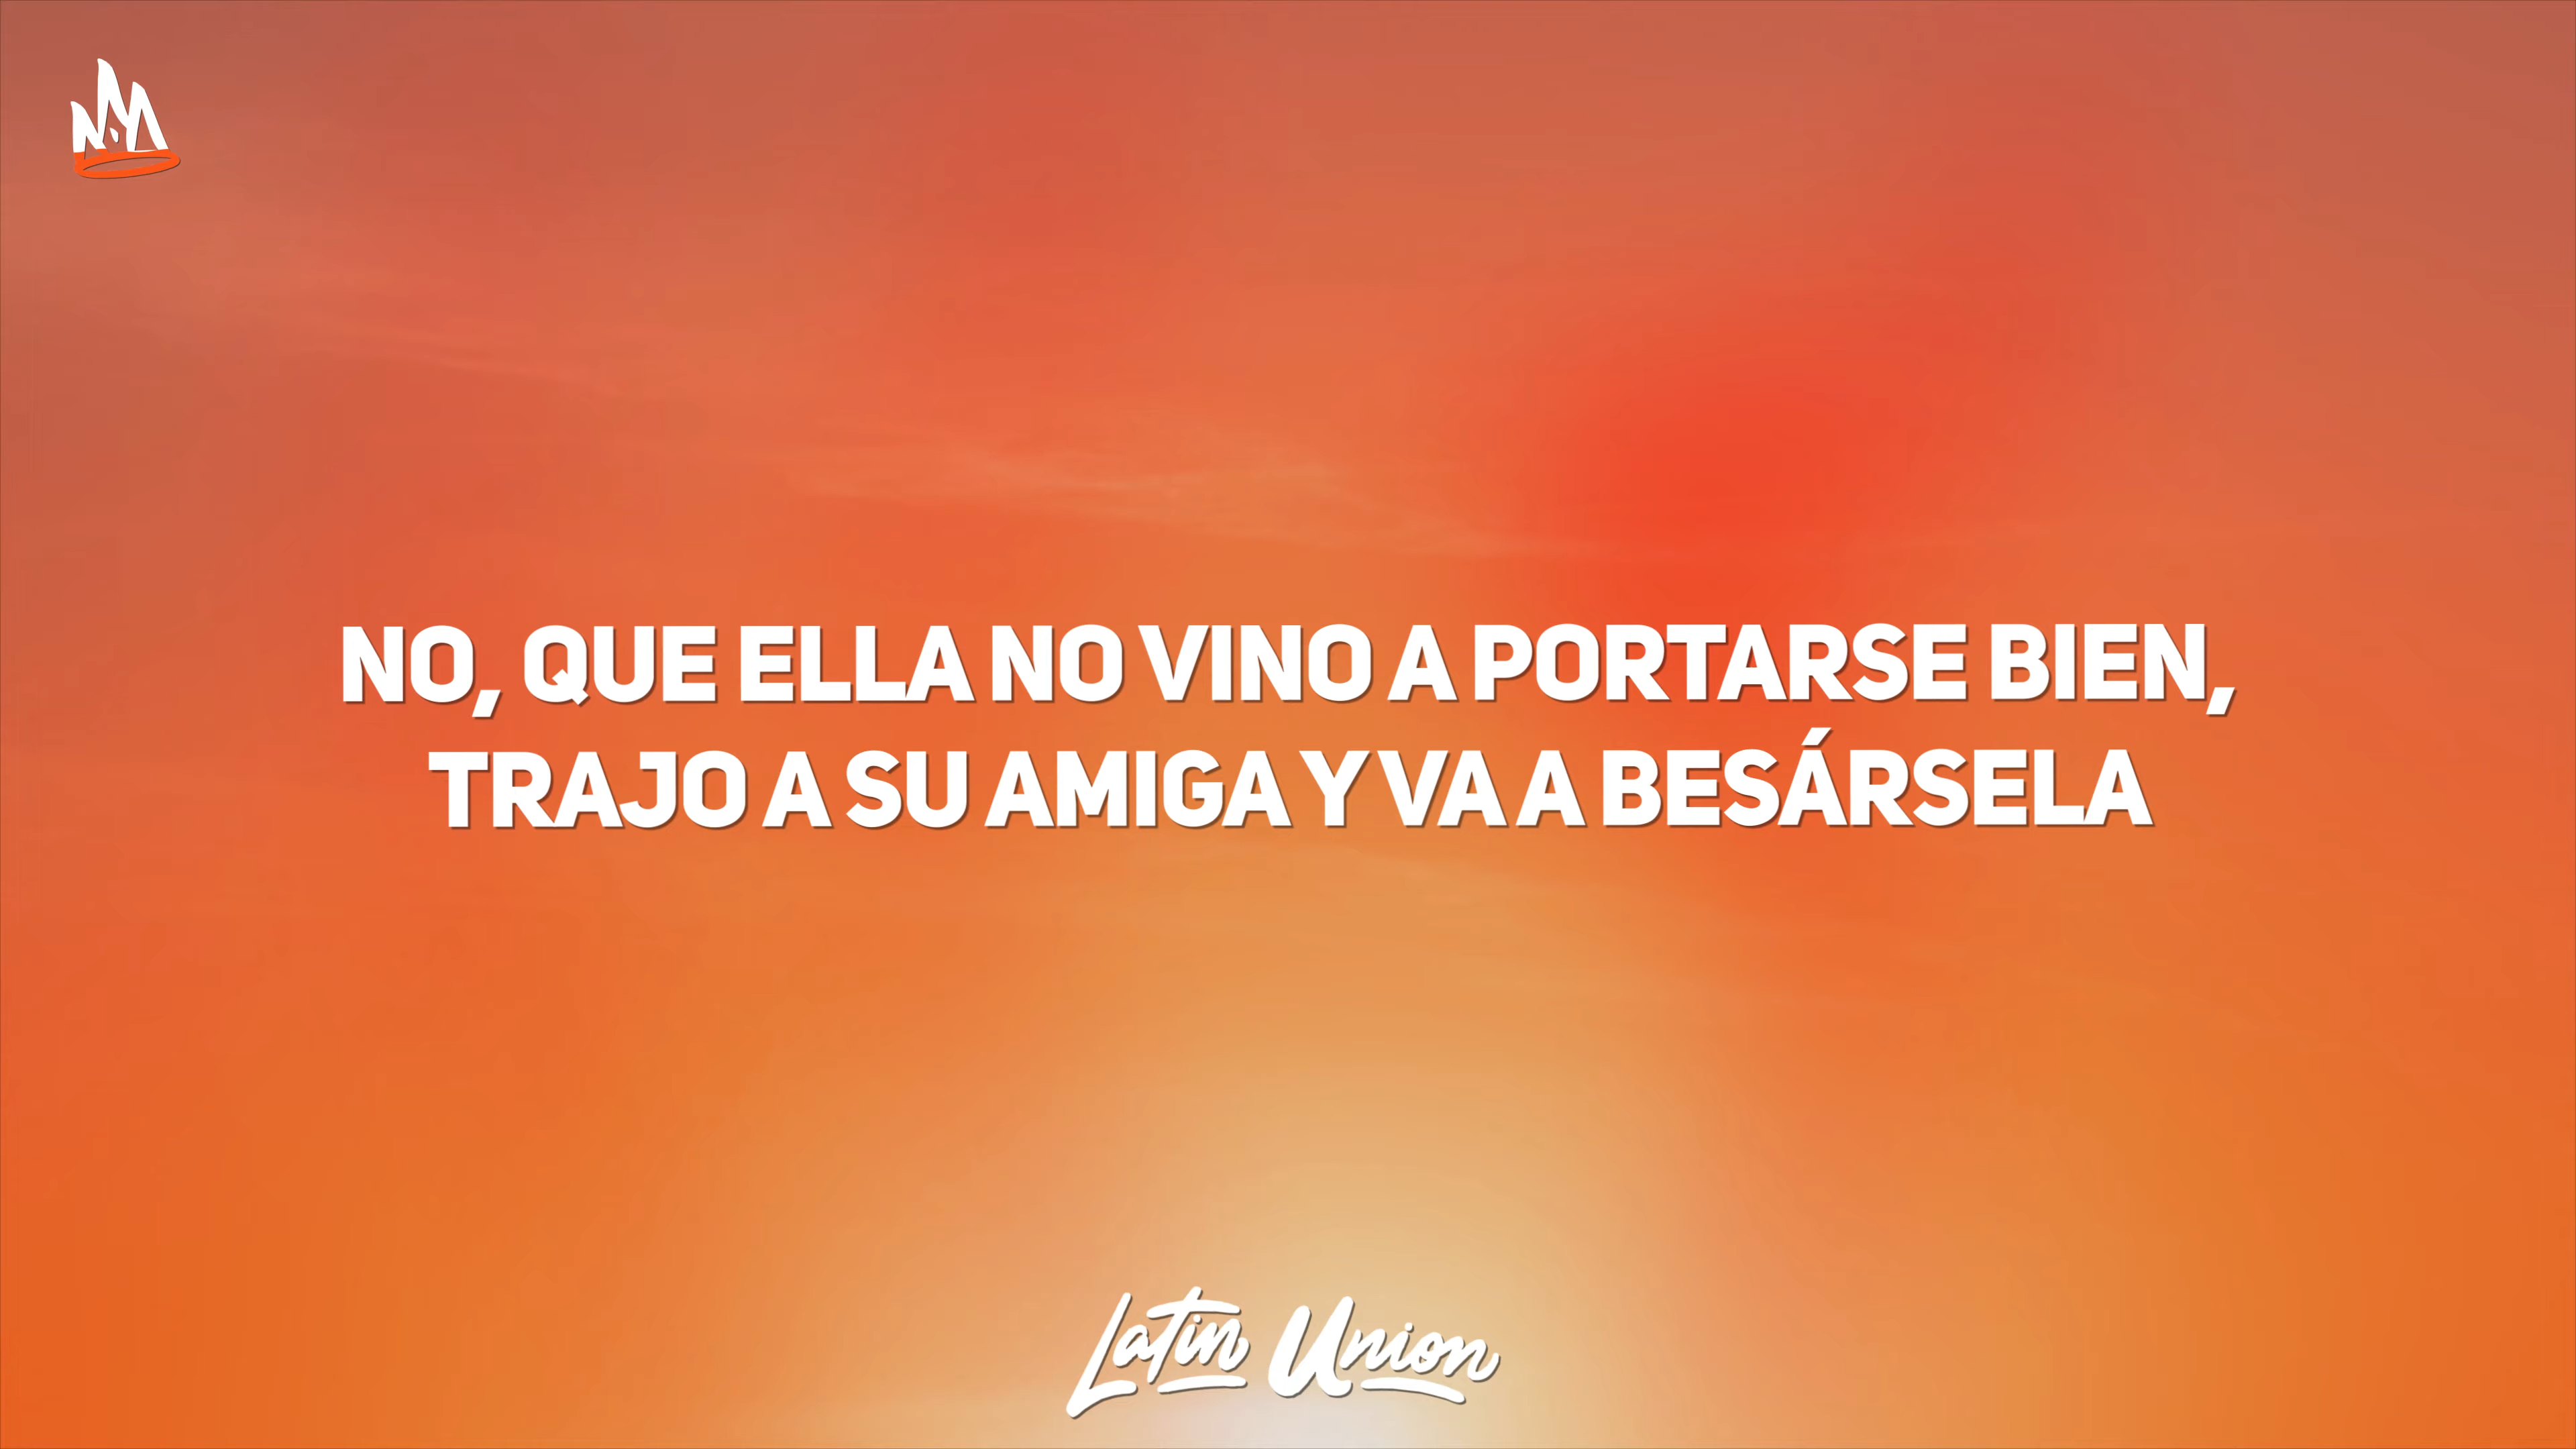 NO, QUE ELLA NO VINO A PORTARSE BIEN,
TRAJO A SU AMIGA Y VA A BESÁRSELA
Latin Union